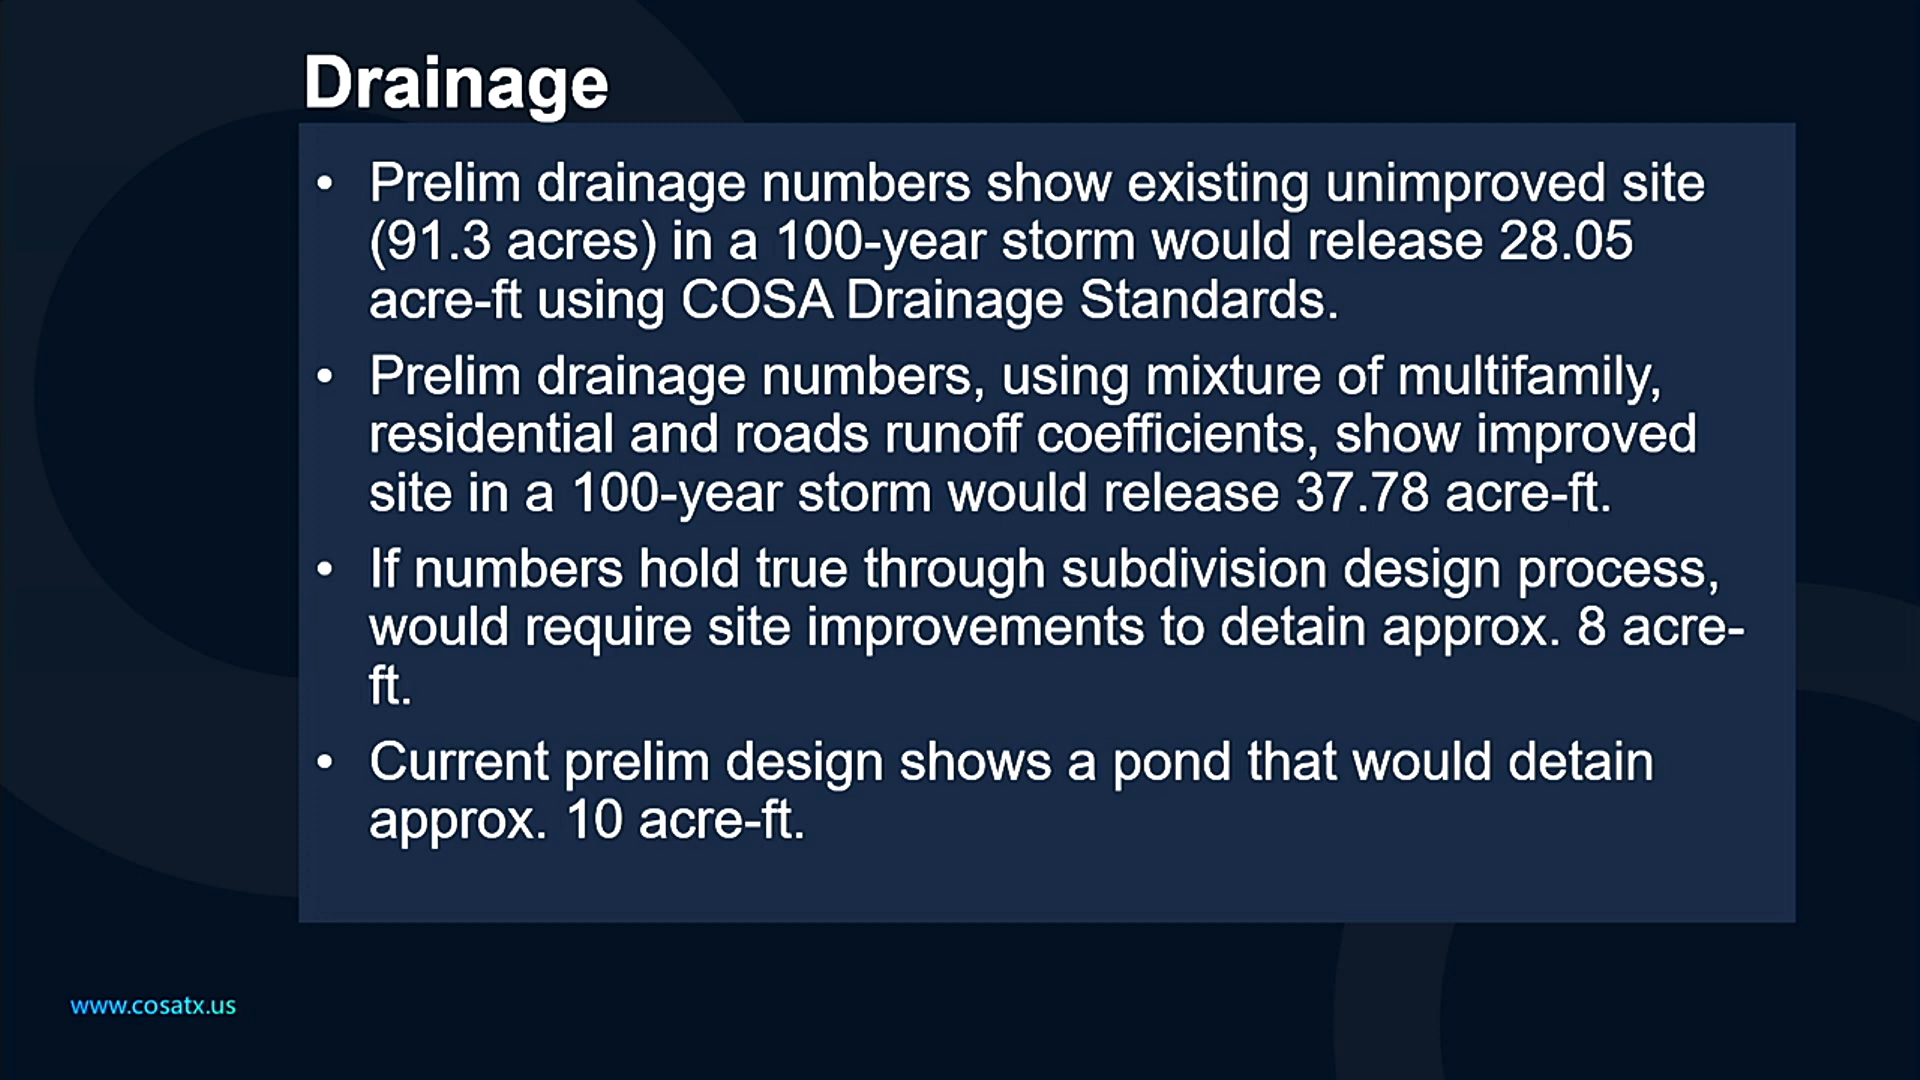 Drainage
• Prelim drainage numbers show existing unimproved site
(91.3 acres) in a 100-year storm would release 28.05
acre-ft using COSA Drainage Standards.
• Prelim drainage numbers, using mixture of multifamily,
residential and roads runoff coefficients, show improved
site in a 100-year storm would release 37.78 acre-ft.
• If numbers hold true through subdivision design process,
would require site improvements to detain approx. 8 acre-
ft.
• Current prelim design shows a pond that would detain
approx. 10 acre-ft.
www.cosatx.us